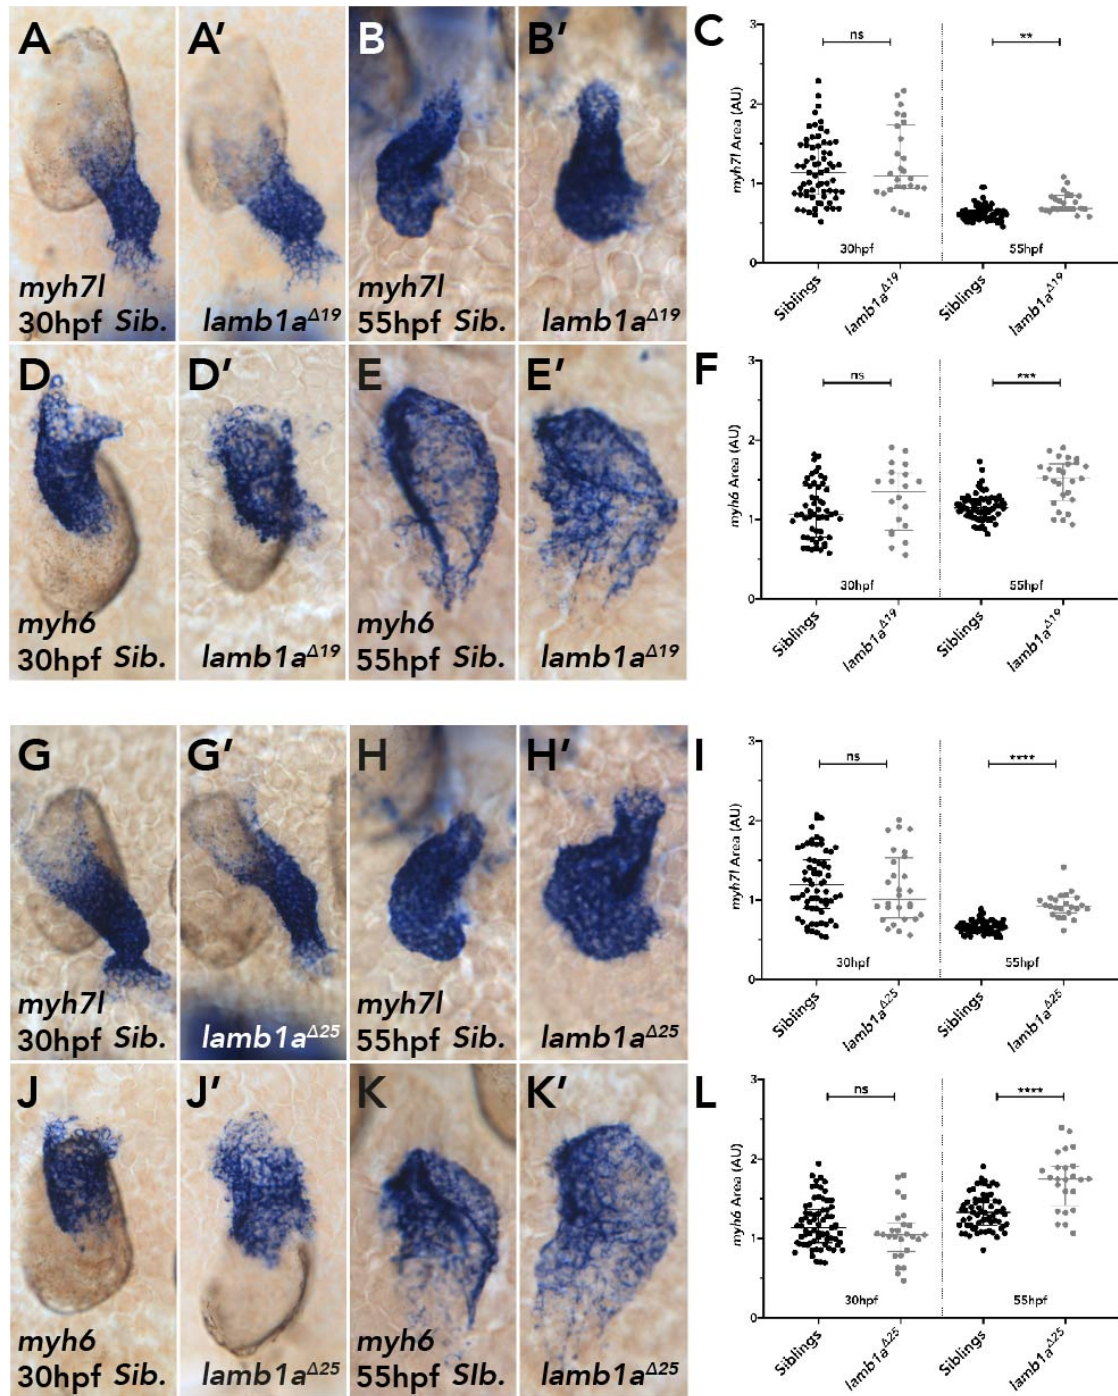 A
A′
B
B′
myh7l
30hpf Sib.
lamb1aΔ19
myh7l
55hpf Sib.
lamb1aΔ19
C
myh7l Area (AU)
3
2
1
0
ns
**
30hpf
55hpf
Siblings
lamb1aΔ19
Siblings
lamb1aΔ19
D
D′
E
E′
myh6
30hpf Sib.
lamb1aΔ19
myh6
55hpf Sib.
lamb1aΔ19
F
myh6 Area (AU)
3
2
1
0
ns
***
30hpf
55hpf
Siblings
lamb1aΔ19
Siblings
lamb1aΔ19
G
G′
H
H′
myh7l
30hpf Sib.
lamb1aΔ25
myh7l
55hpf Sib.
lamb1aΔ25
I
myh7l Area (AU)
3
2
1
0
ns
****
30hpf
55hpf
Siblings
lamb1aΔ25
Siblings
lamb1aΔ25
J
J′
K
K′
myh6
30hpf Sib.
lamb1aΔ25
myh6
55hpf SIb.
lamb1aΔ25
L
myh6 Area (AU)
3
2
1
0
ns
****
30hpf
55hpf
Siblings
lamb1aΔ25
Siblings
lamb1aΔ25